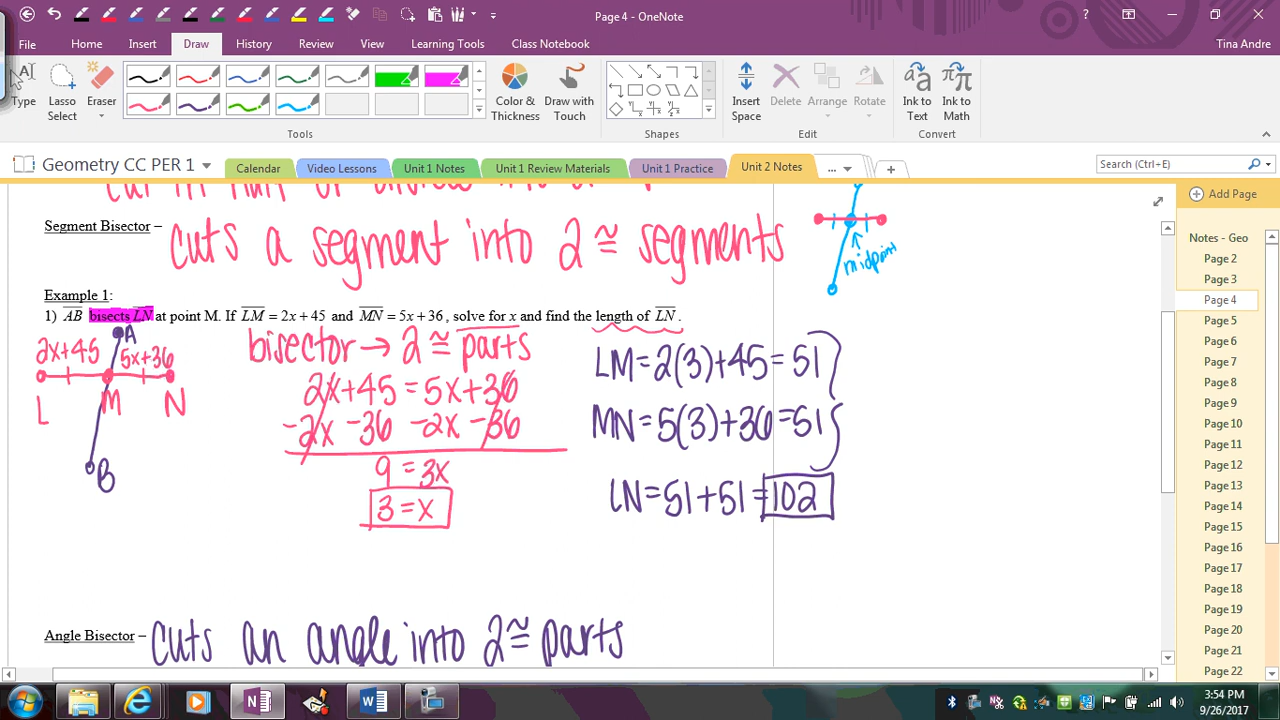 Page 4 - OneNote
?
Tina Andre
File Home Insert Draw History Review View Learning Tools Class Notebook
Type
Lasso Select
Eraser
Color & Thickness
Draw with Touch
Insert Space
Delete
Arrange
Rotate
Ink to Text
Ink to Math
Tools Shapes Edit Convert
Geometry CC PER 1
Calendar Video Lessons Unit 1 Notes Unit 1 Review Materials Unit 1 Practice Unit 2 Notes ...
Search (Ctrl+E)
Add Page
Notes - Geo
Page 2
Page 3
Page 4
Page 5
Page 6
Page 7
Page 8
Page 9
Page 10
Page 11
Page 12
Page 13
Page 14
Page 15
Page 16
Page 17
Page 18
Page 19
Page 20
Page 21
Page 22
Segment Bisector – cuts a segment into 2 ≅ segments
midpoint
Example 1:
1) AB bisects LN at point M. If LM = 2x + 45 and MN = 5x + 36, solve for x and find the length of LN.
A
2x+45 5x+36
L M N
B
bisector → 2 ≅ parts
2x+45 = 5x+36
-2x -36 -2x -36
9 = 3x
3 = x
LM = 2(3)+45 = 51
MN = 5(3)+36 = 51
LN = 51+51 = 102
Angle Bisector – cuts an angle into 2 ≅ parts
3:54 PM
9/26/2017